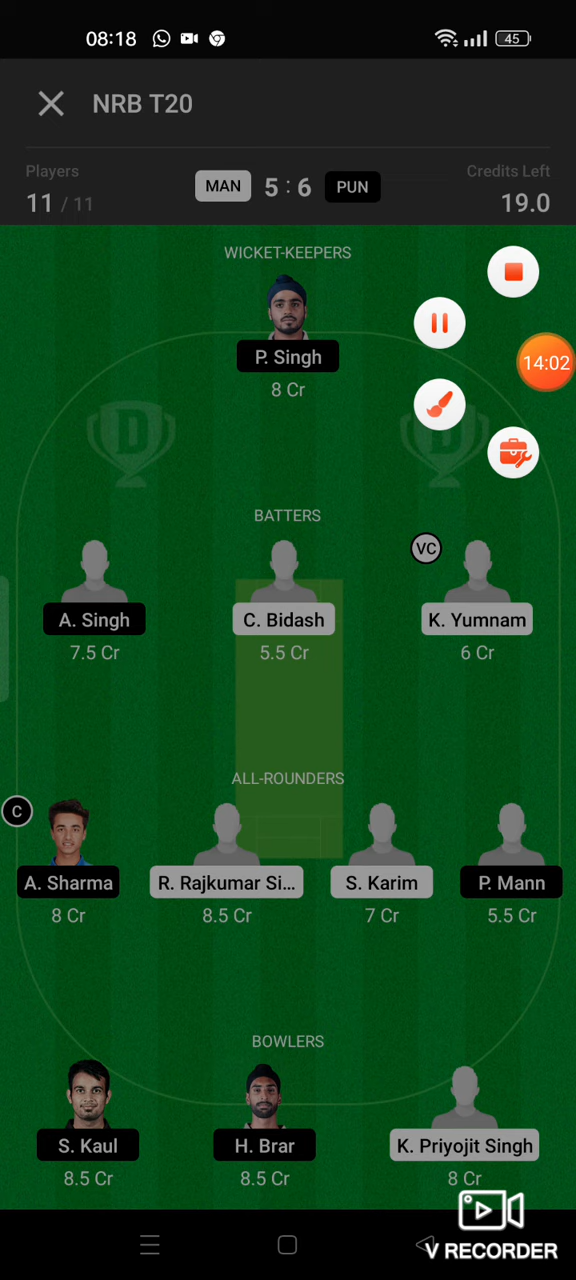 08:18
45
NRB T20
Players
Credits Left
11 / 11
MAN 5 : 6 PUN
19.0
WICKET-KEEPERS
P. Singh
8 Cr
14:02
D
D
BATTERS
VC
A. Singh
C. Bidash
K. Yumnam
7.5 Cr
5.5 Cr
6 Cr
ALL-ROUNDERS
C
A. Sharma
R. Rajkumar Si...
S. Karim
P. Mann
8 Cr
8.5 Cr
7 Cr
5.5 Cr
BOWLERS
S. Kaul
H. Brar
K. Priyojit Singh
8.5 Cr
8.5 Cr
8 Cr
V RECORDER